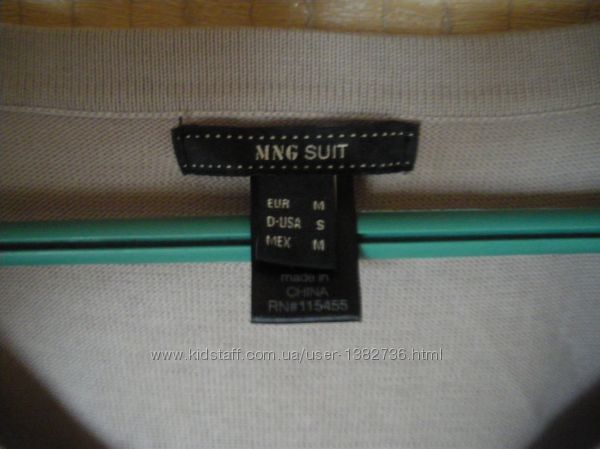 MNG SUIT
EUR M
D-USA S
MEX M
made in
CHINA
RN#115455
www.kidstaff.com.ua/user-1382736.html